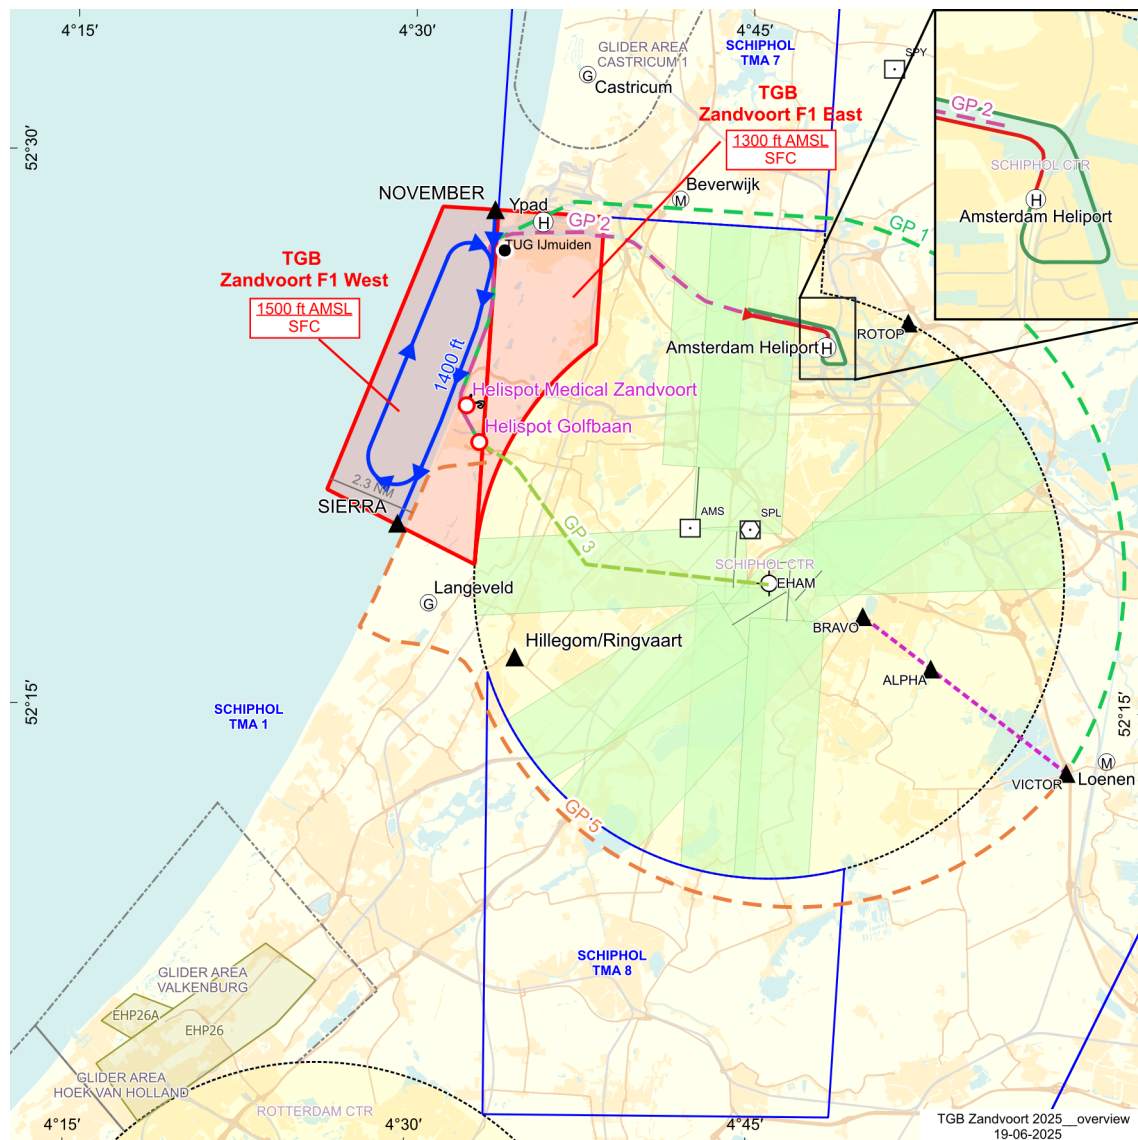 4°15′
4°30′
4°45′
GLIDER AREA
CASTRICUM 1
G
Castricum
SCHIPHOL
TMA 7
SPY
TGB
Zandvoort F1 East
1300 ft AMSL
SFC
GP 2
SCHIPHOL CTR
H
Amsterdam Heliport
52°30′
NOVEMBER
Ypad
H
Beverwijk
M
GP 2
GP 1
TUG IJmuiden
TGB
Zandvoort F1 West
1500 ft AMSL
SFC
1400 ft
ROTOP
Amsterdam Heliport
H
Helispot Medical Zandvoort
Helispot Golfbaan
2.3 NM
SIERRA
GP 3
AMS
SPL
SCHIPHOL CTR
EHAM
Langeveld
G
BRAVO
Hillegom/Ringvaart
ALPHA
52°15′
52°15′
SCHIPHOL
TMA 1
VICTOR
M
Loenen
GP 5
SCHIPHOL
TMA 8
GLIDER AREA
VALKENBURG
EHP26A
EHP26
GLIDER AREA
HOEK VAN HOLLAND
ROTTERDAM CTR
4°15′
4°30′
4°45′
TGB Zandvoort 2025__overview
19-06-2025